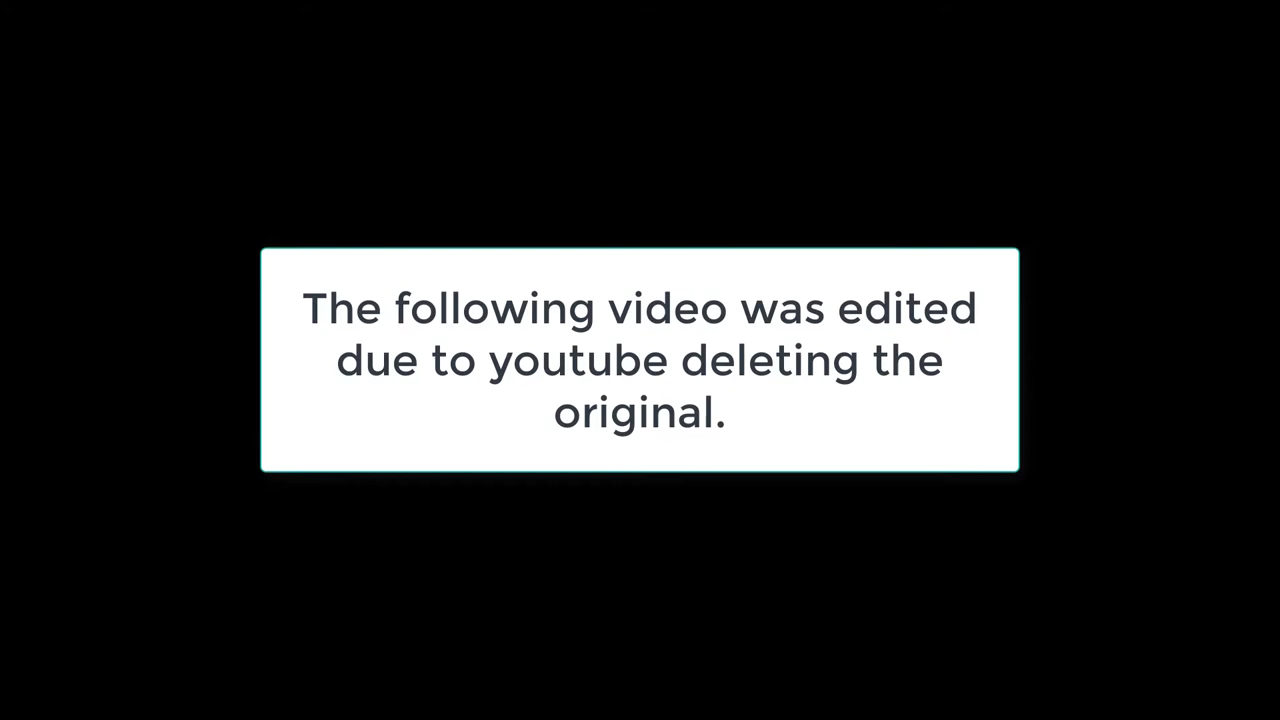 The following video was edited
due to youtube deleting the
original.